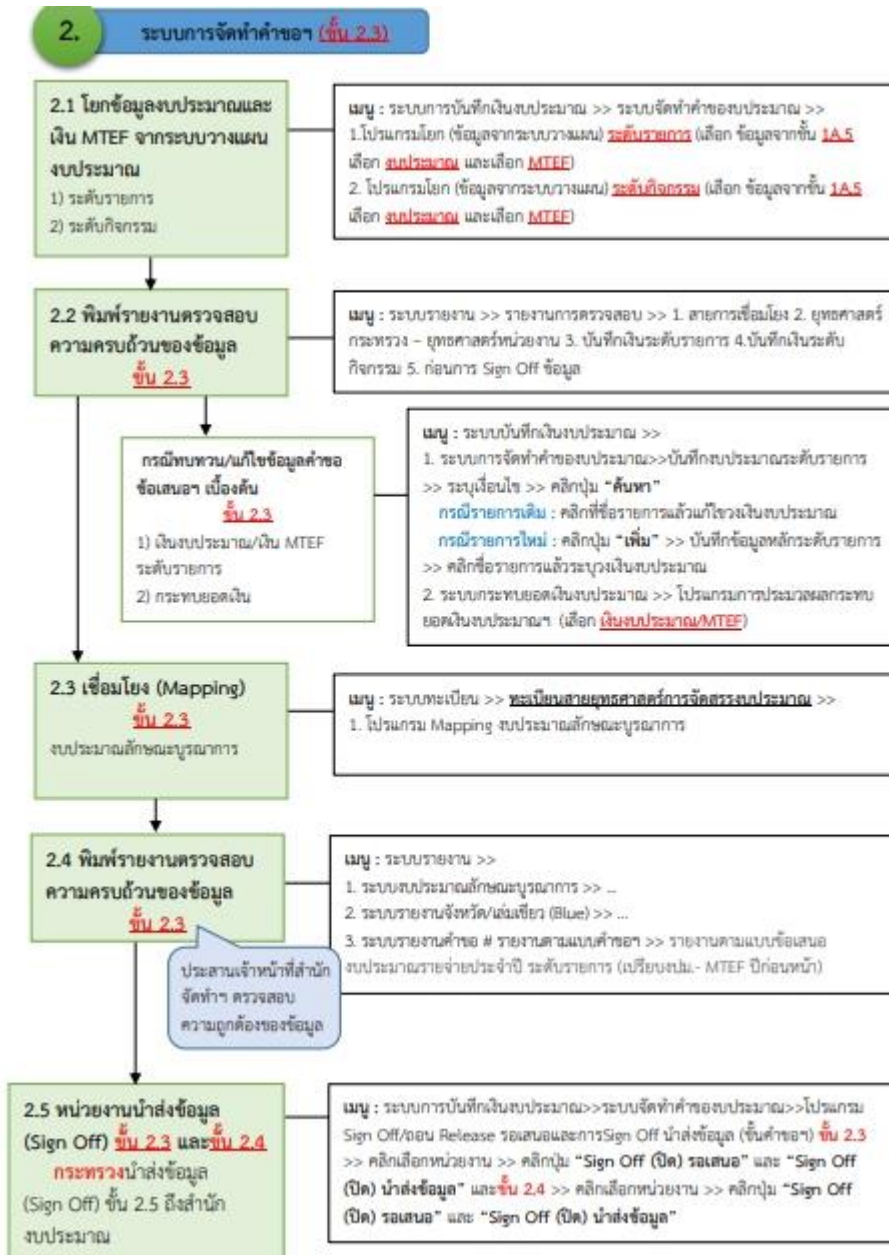 2.
ระบบการจัดทำคำขอฯ (ขั้น 2.3)
2.1 โยกข้อมูลงบประมาณและ
เงิน MTEF จากระบบวางแผน
งบประมาณ
1) ระดับรายการ
2) ระดับกิจกรรม
เมนู : ระบบการบันทึกเงินงบประมาณ >> ระบบจัดทำคำของบประมาณ >>
1.โปรแกรมโยก (ข้อมูลจากระบบวางแผน) ระดับรายการ (เลือก ข้อมูลจากขั้น 1A.5
เลือก งบประมาณ และเลือก MTEF)
2. โปรแกรมโยก (ข้อมูลจากระบบวางแผน) ระดับกิจกรรม (เลือก ข้อมูลจากขั้น 1A.5
เลือก งบประมาณ และเลือก MTEF)
2.2 พิมพ์รายงานตรวจสอบ
ความครบถ้วนของข้อมูล
ขั้น 2.3
เมนู : ระบบรายงาน >> รายงานการตรวจสอบ >> 1. สายการเชื่อมโยง 2. ยุทธศาสตร์
กระทรวง – ยุทธศาสตร์หน่วยงาน 3. บันทึกเงินระดับรายการ 4.บันทึกเงินระดับ
กิจกรรม 5. ก่อนการ Sign Off ข้อมูล
กรณีทบทวน/แก้ไขข้อมูลคำขอ
ข้อเสนอฯ เบื้องต้น
ขั้น 2.3
1) เงินงบประมาณ/เงิน MTEF
ระดับรายการ
2) กระทบยอดเงิน
เมนู : ระบบบันทึกเงินงบประมาณ >>
1. ระบบการจัดทำคำของบประมาณ>>บันทึกงบประมาณระดับรายการ
>> ระบุเงื่อนไข >> คลิกปุ่ม “ค้นหา”
กรณีรายการเดิม : คลิกที่ชื่อรายการแล้วแก้ไขวงเงินงบประมาณ
กรณีรายการใหม่ : คลิกปุ่ม “เพิ่ม” >> บันทึกข้อมูลหลักระดับรายการ
>> คลิกชื่อรายการแล้วระบุวงเงินงบประมาณ
2. ระบบกระทบยอดเงินงบประมาณ >> โปรแกรมการประมวลผลกระทบ
ยอดเงินงบประมาณฯ (เลือก เงินงบประมาณ/MTEF)
2.3 เชื่อมโยง (Mapping)
ขั้น 2.3
งบประมาณลักษณะบูรณาการ
เมนู : ระบบทะเบียน >> ทะเบียนสายยุทธศาสตร์การจัดสรรงบประมาณ >>
1. โปรแกรม Mapping งบประมาณลักษณะบูรณาการ
2.4 พิมพ์รายงานตรวจสอบ
ความครบถ้วนของข้อมูล
ขั้น 2.3
เมนู : ระบบรายงาน >>
1. ระบบงบประมาณลักษณะบูรณาการ >> ...
2. ระบบรายงานจังหวัด/เล่มเขียว (Blue) >> ...
3. ระบบรายงานคำขอ # รายงานตามแบบคำขอฯ >> รายงานตามแบบข้อเสนอ
งบประมาณรายจ่ายประจำปี ระดับรายการ (เปรียบงปม.- MTEF ปีก่อนหน้า)
ประสานเจ้าหน้าที่สำนัก
จัดทำฯ ตรวจสอบ
ความถูกต้องของข้อมูล
2.5 หน่วยงานนำส่งข้อมูล
(Sign Off) ขั้น 2.3 และขั้น 2.4
กระทรวงนำส่งข้อมูล
(Sign Off) ขั้น 2.5 ถึงสำนัก
งบประมาณ
เมนู : ระบบการบันทึกเงินงบประมาณ>>ระบบจัดทำคำของบประมาณ>>โปรแกรม
Sign Off/ถอน Release รอเสนอและการSign Off นำส่งข้อมูล (ชั้นคำขอฯ) ขั้น 2.3
>> คลิกเลือกหน่วยงาน >> คลิกปุ่ม “Sign Off (ปิด) รอเสนอ” และ “Sign Off
(ปิด) นำส่งข้อมูล” และขั้น 2.4 >> คลิกเลือกหน่วยงาน >> คลิกปุ่ม “Sign Off
(ปิด) รอเสนอ” และ “Sign Off (ปิด) นำส่งข้อมูล”